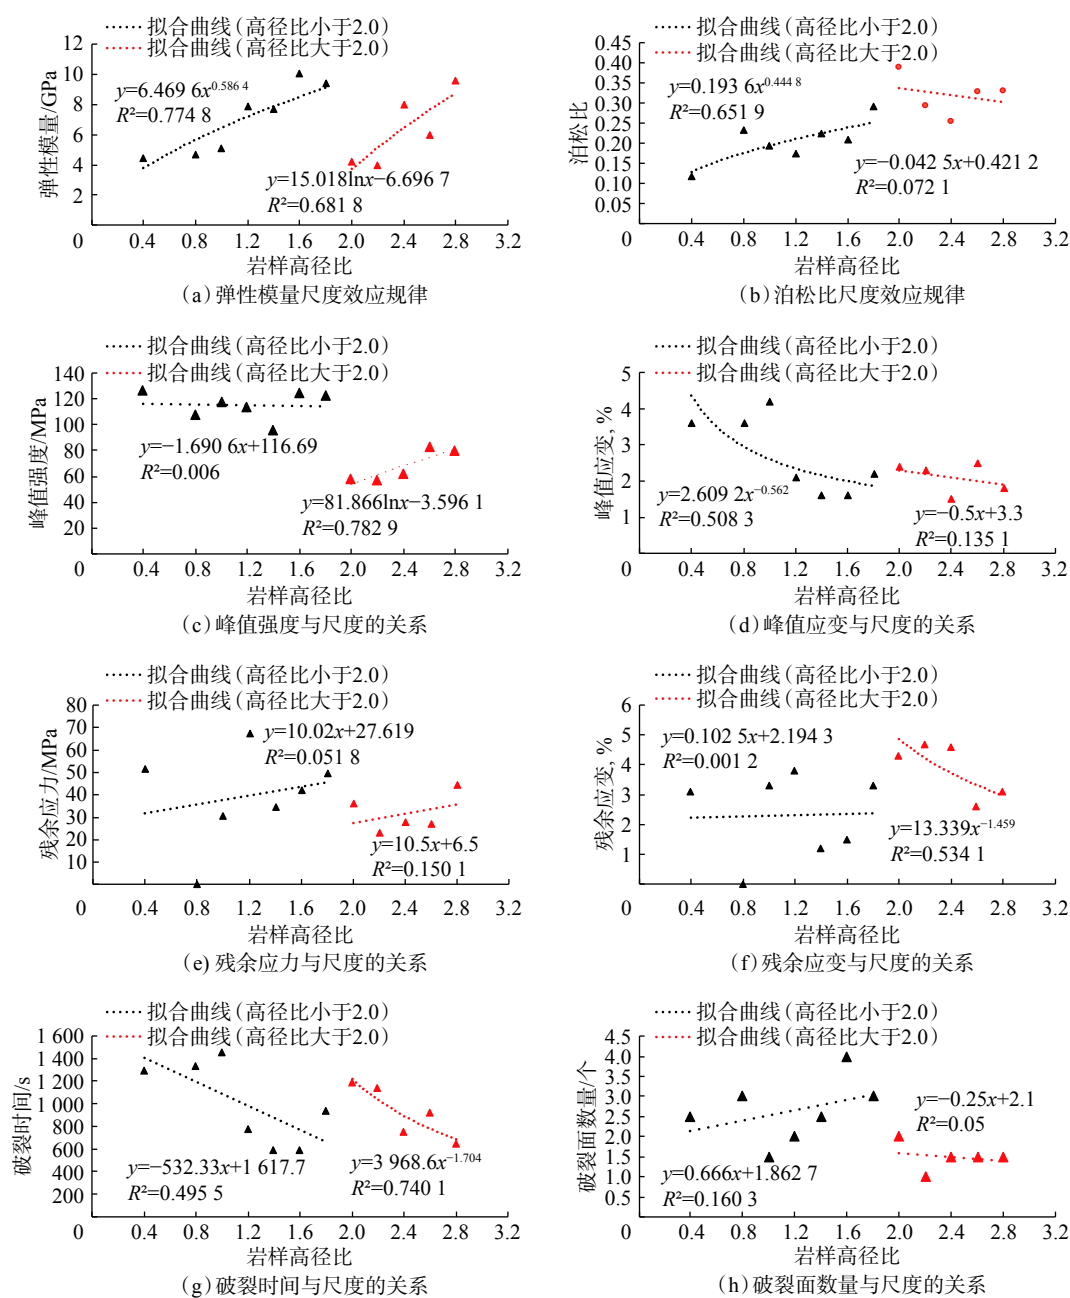 拟合曲线(高径比小于2.0)
拟合曲线(高径比大于2.0)
12
10
8
6
4
2
0
弹性模量/GPa
y=6.469 6x^0.586 4
R²=0.774 8
y=15.018lnx−6.696 7
R²=0.681 8
0.4 0.8 1.2 1.6 2.0 2.4 2.8 3.2
岩样高径比
(a)弹性模量尺度效应规律
拟合曲线(高径比小于2.0)
拟合曲线(高径比大于2.0)
0.45
0.40
0.35
0.30
0.25
0.20
0.15
0.10
0.05
0
泊松比
y=0.193 6x^0.444 8
R²=0.651 9
y=−0.042 5x+0.421 2
R²=0.072 1
0.4 0.8 1.2 1.6 2.0 2.4 2.8 3.2
岩样高径比
(b)泊松比尺度效应规律
拟合曲线(高径比小于2.0)
拟合曲线(高径比大于2.0)
140
120
100
80
60
40
20
0
峰值强度/MPa
y=−1.690 6x+116.69
R²=0.006
y=81.866lnx−3.596 1
R²=0.782 9
0.4 0.8 1.2 1.6 2.0 2.4 2.8 3.2
岩样高径比
(c)峰值强度与尺度的关系
拟合曲线(高径比小于2.0)
拟合曲线(高径比大于2.0)
5
4
3
2
1
0
峰值应变, %
y=2.609 2x^−0.562
R²=0.508 3
y=−0.5x+3.3
R²=0.135 1
0.4 0.8 1.2 1.6 2.0 2.4 2.8 3.2
岩样高径比
(d)峰值应变与尺度的关系
拟合曲线(高径比小于2.0)
拟合曲线(高径比大于2.0)
80
70
60
50
40
30
20
10
0
残余应力/MPa
y=10.02x+27.619
R²=0.051 8
y=10.5x+6.5
R²=0.150 1
0.4 0.8 1.2 1.6 2.0 2.4 2.8 3.2
岩样高径比
(e)残余应力与尺度的关系
拟合曲线(高径比小于2.0)
拟合曲线(高径比大于2.0)
6
5
4
3
2
1
0
残余应变, %
y=0.102 5x+2.194 3
R²=0.001 2
y=13.339x^−1.459
R²=0.534 1
0.4 0.8 1.2 1.6 2.0 2.4 2.8 3.2
岩样高径比
(f)残余应变与尺度的关系
拟合曲线(高径比小于2.0)
拟合曲线(高径比大于2.0)
1 600
1 400
1 200
1 000
800
600
400
200
0
破裂时间/s
y=−532.33x+1 617.7
R²=0.495 5
y=3 968.6x^−1.704
R²=0.740 1
0.4 0.8 1.2 1.6 2.0 2.4 2.8 3.2
岩样高径比
(g)破裂时间与尺度的关系
拟合曲线(高径比小于2.0)
拟合曲线(高径比大于2.0)
4.5
4.0
3.5
3.0
2.5
2.0
1.5
1.0
0.5
0
破裂面数量/个
y=−0.25x+2.1
R²=0.05
y=0.666x+1.862 7
R²=0.160 3
0.4 0.8 1.2 1.6 2.0 2.4 2.8 3.2
岩样高径比
(h)破裂面数量与尺度的关系